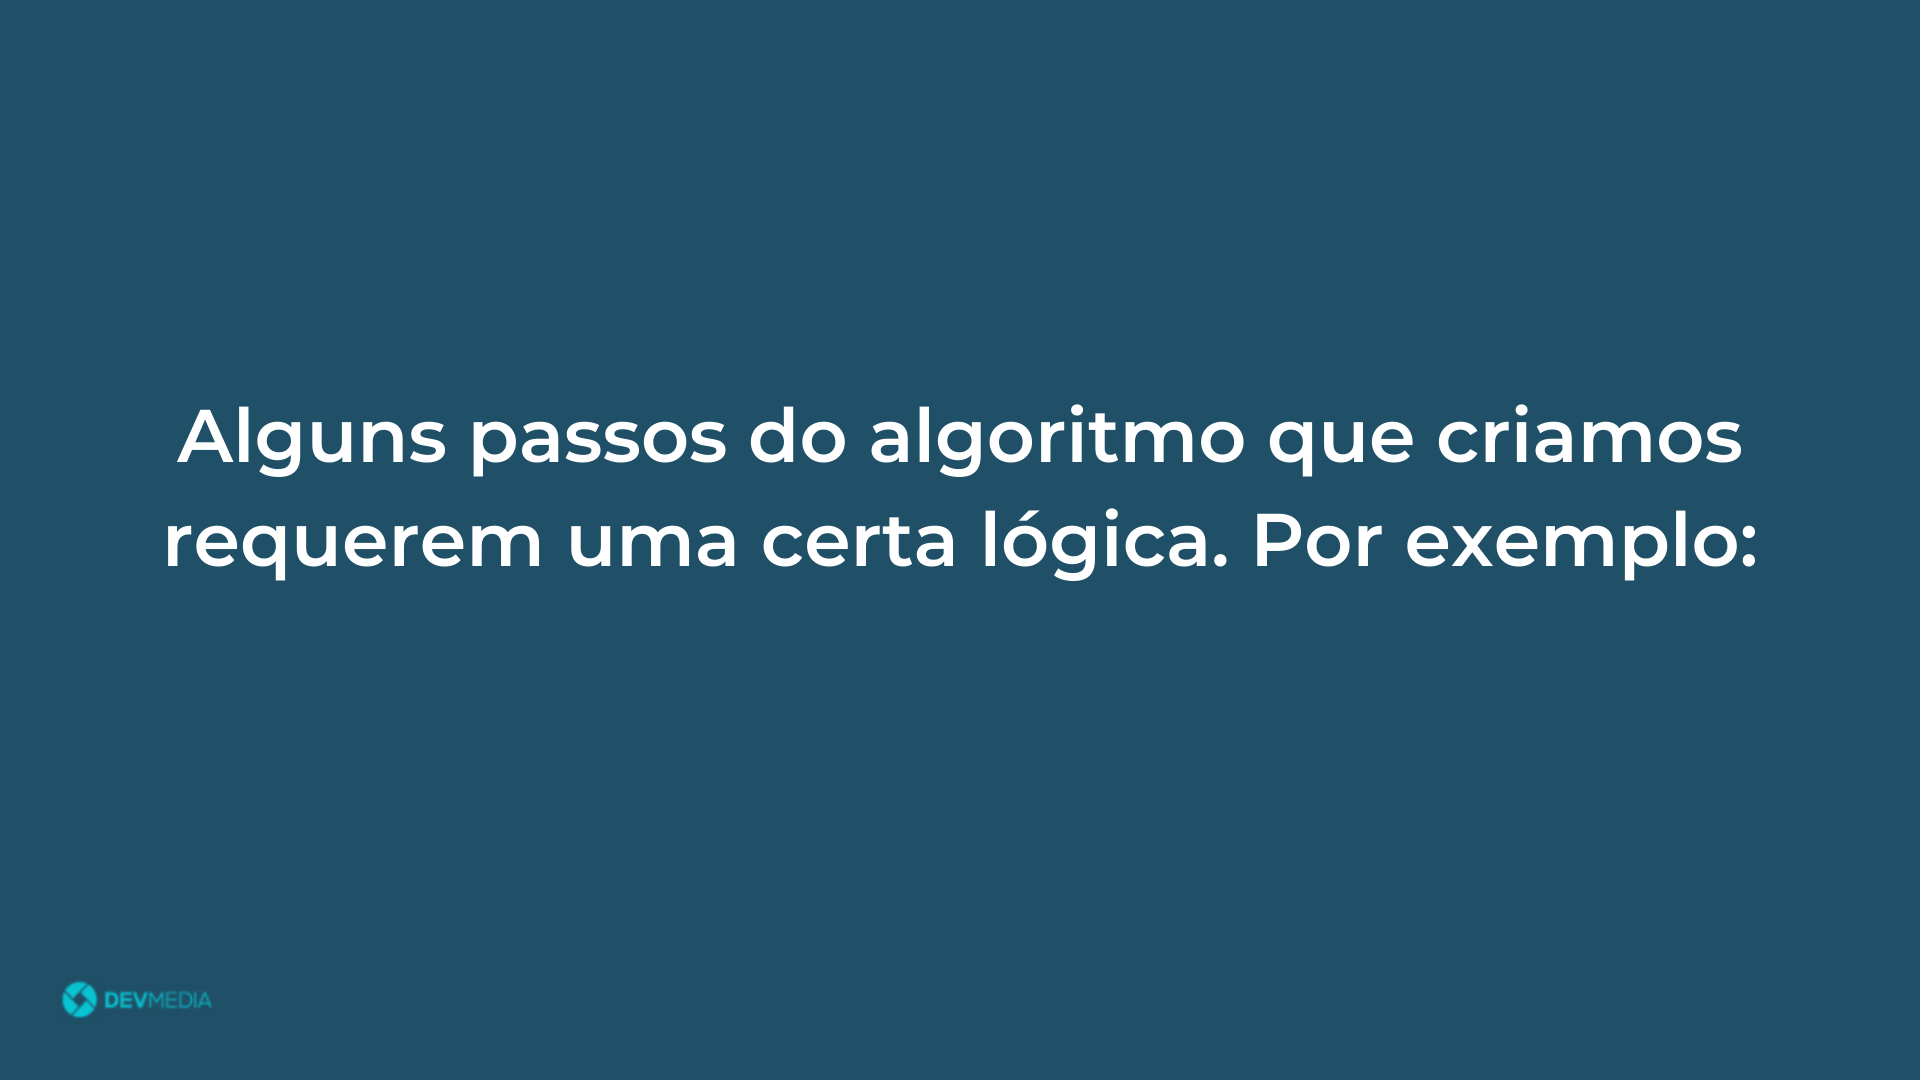 Alguns passos do algoritmo que criamos
requerem uma certa lógica. Por exemplo:
DEVMEDIA